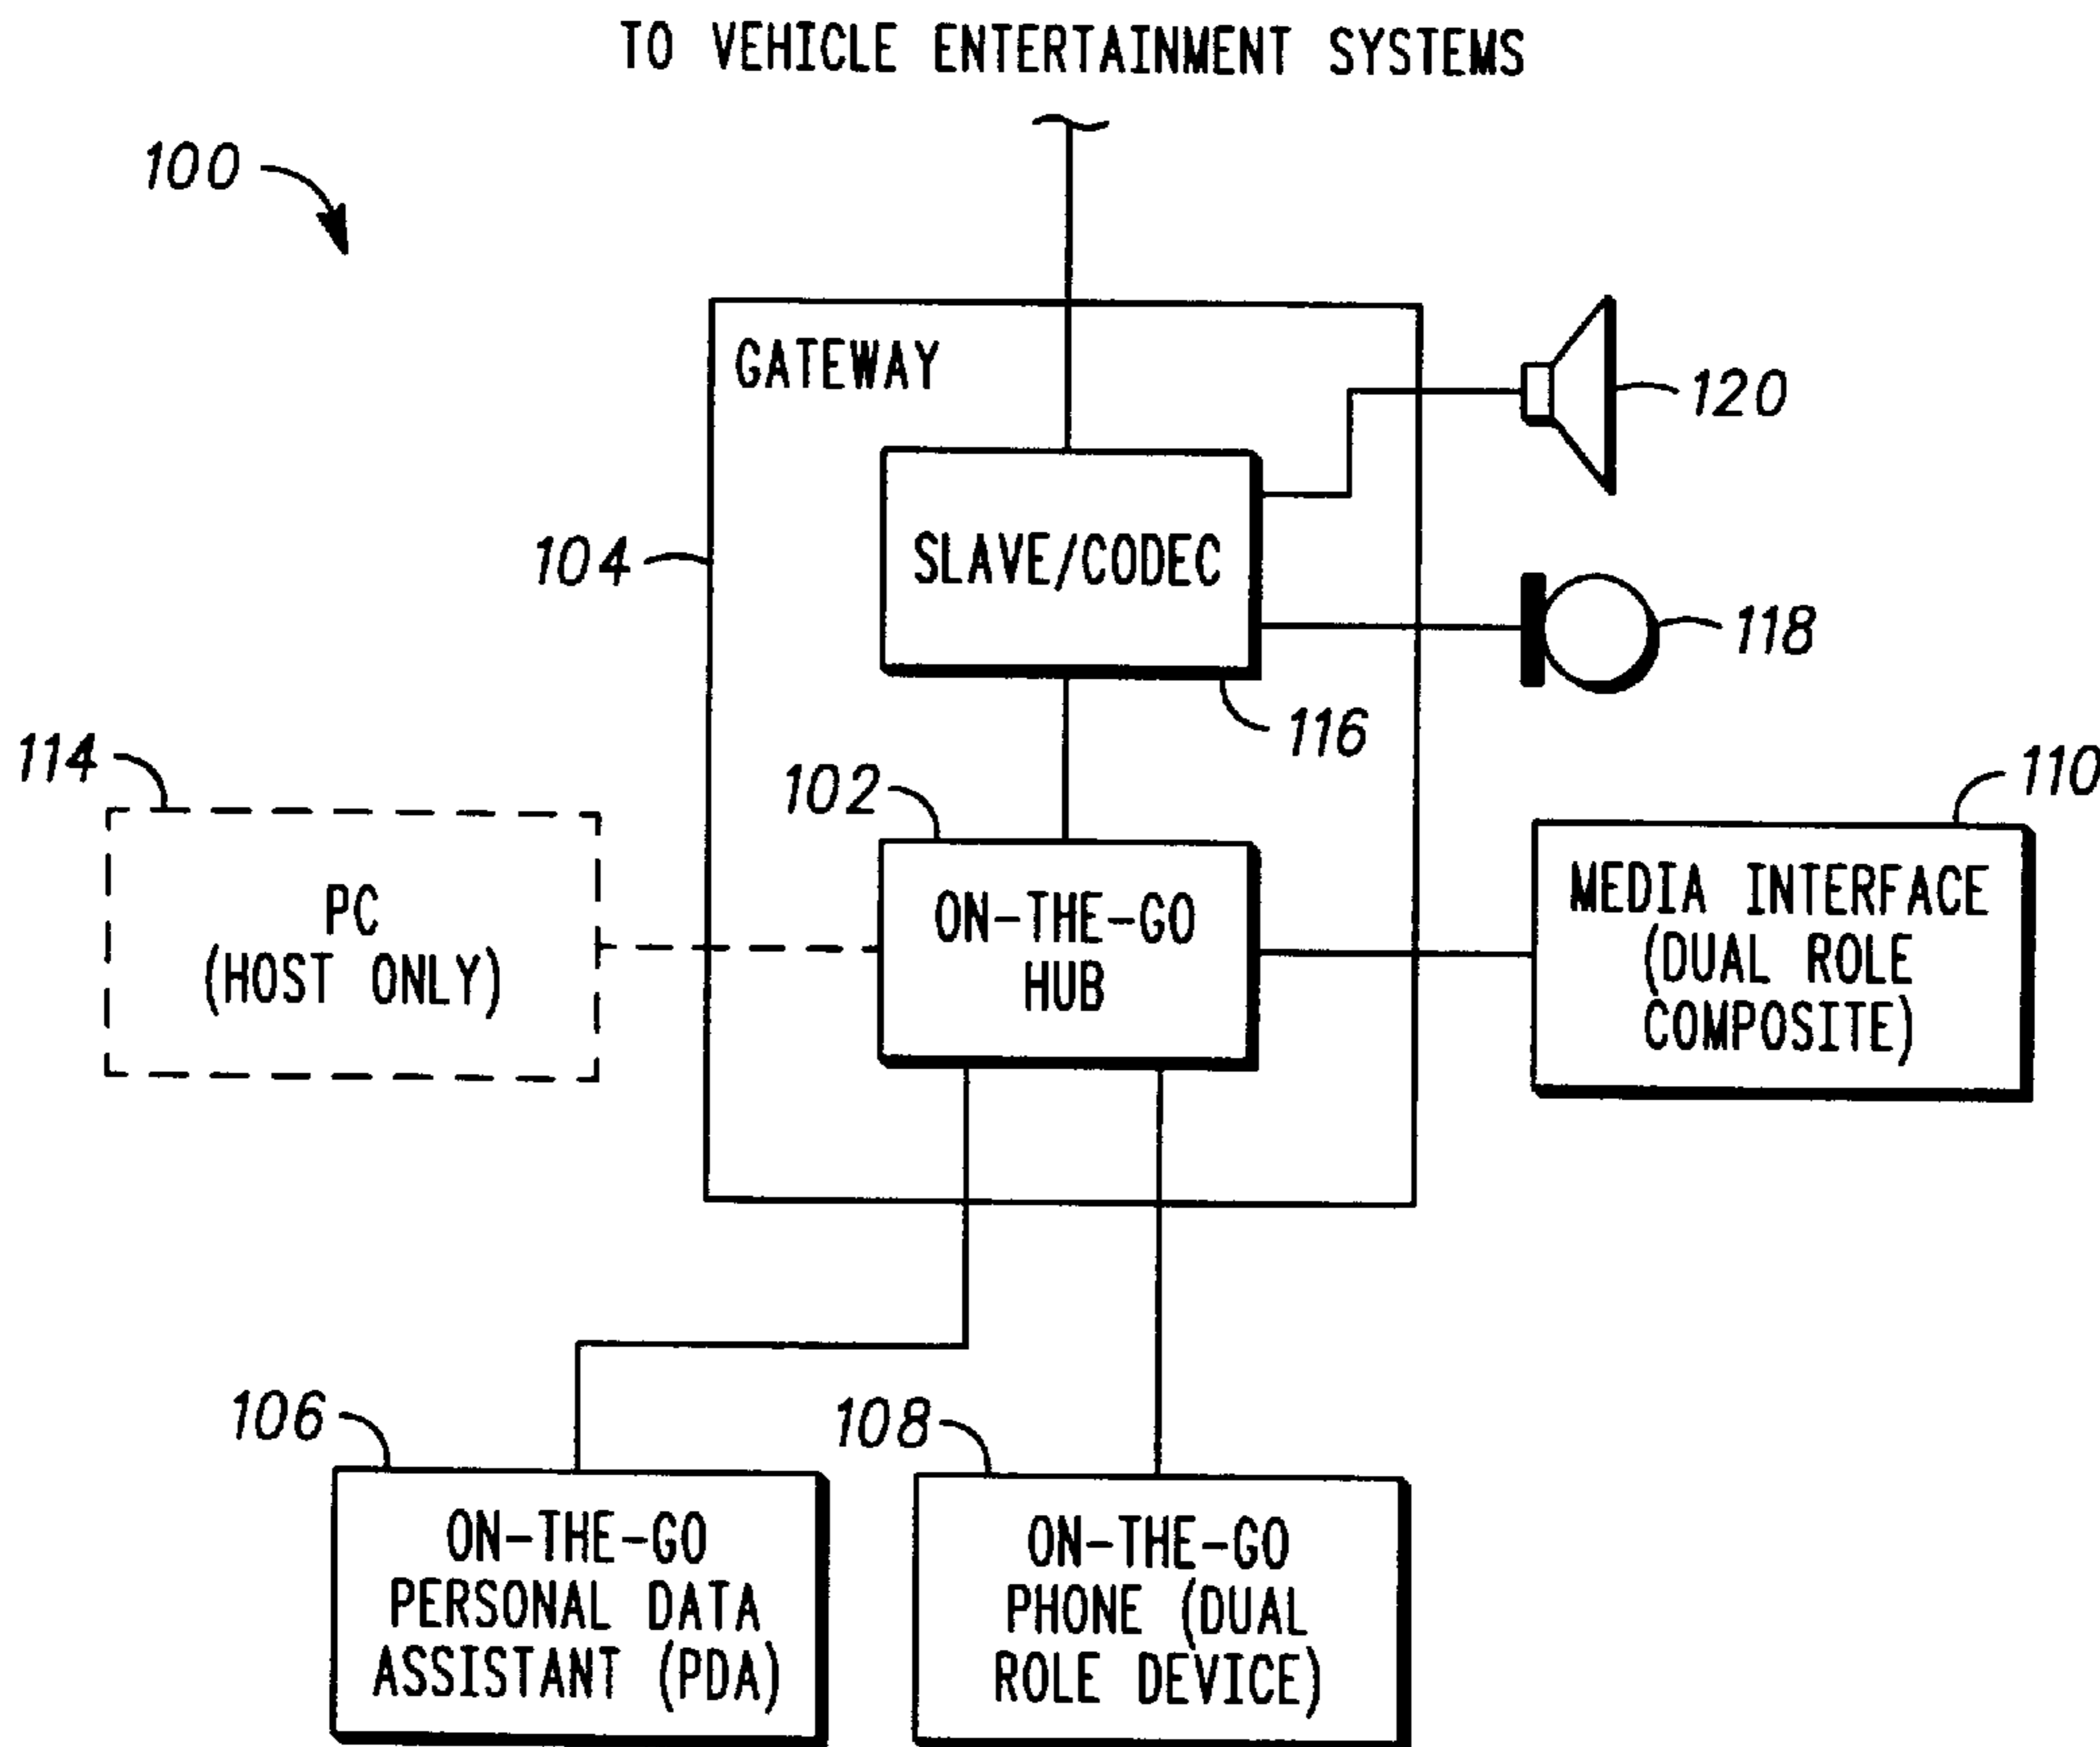 TO VEHICLE ENTERTAINMENT SYSTEMS
100
GATEWAY
120
104
SLAVE/CODEC
118
116
114
102
110
PC
(HOST ONLY)
ON-THE-GO
HUB
MEDIA INTERFACE
(DUAL ROLE
COMPOSITE)
106
108
ON-THE-GO
PERSONAL DATA
ASSISTANT (PDA)
ON-THE-GO
PHONE (DUAL
ROLE DEVICE)